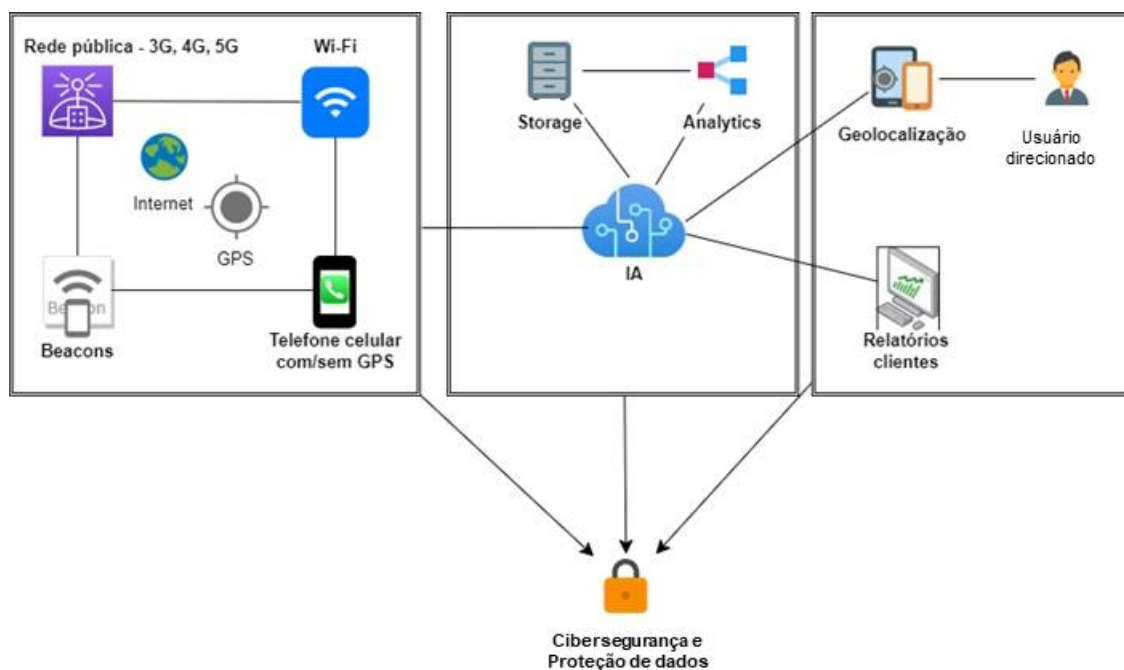 Rede pública - 3G, 4G, 5G
Wi-Fi
Internet
GPS
Beacon
Beacons
Telefone celular
com/sem GPS
Storage
Analytics
IA
Geolocalização
Usuário
direcionado
Relatórios
clientes
Cibersegurança e
Proteção de dados